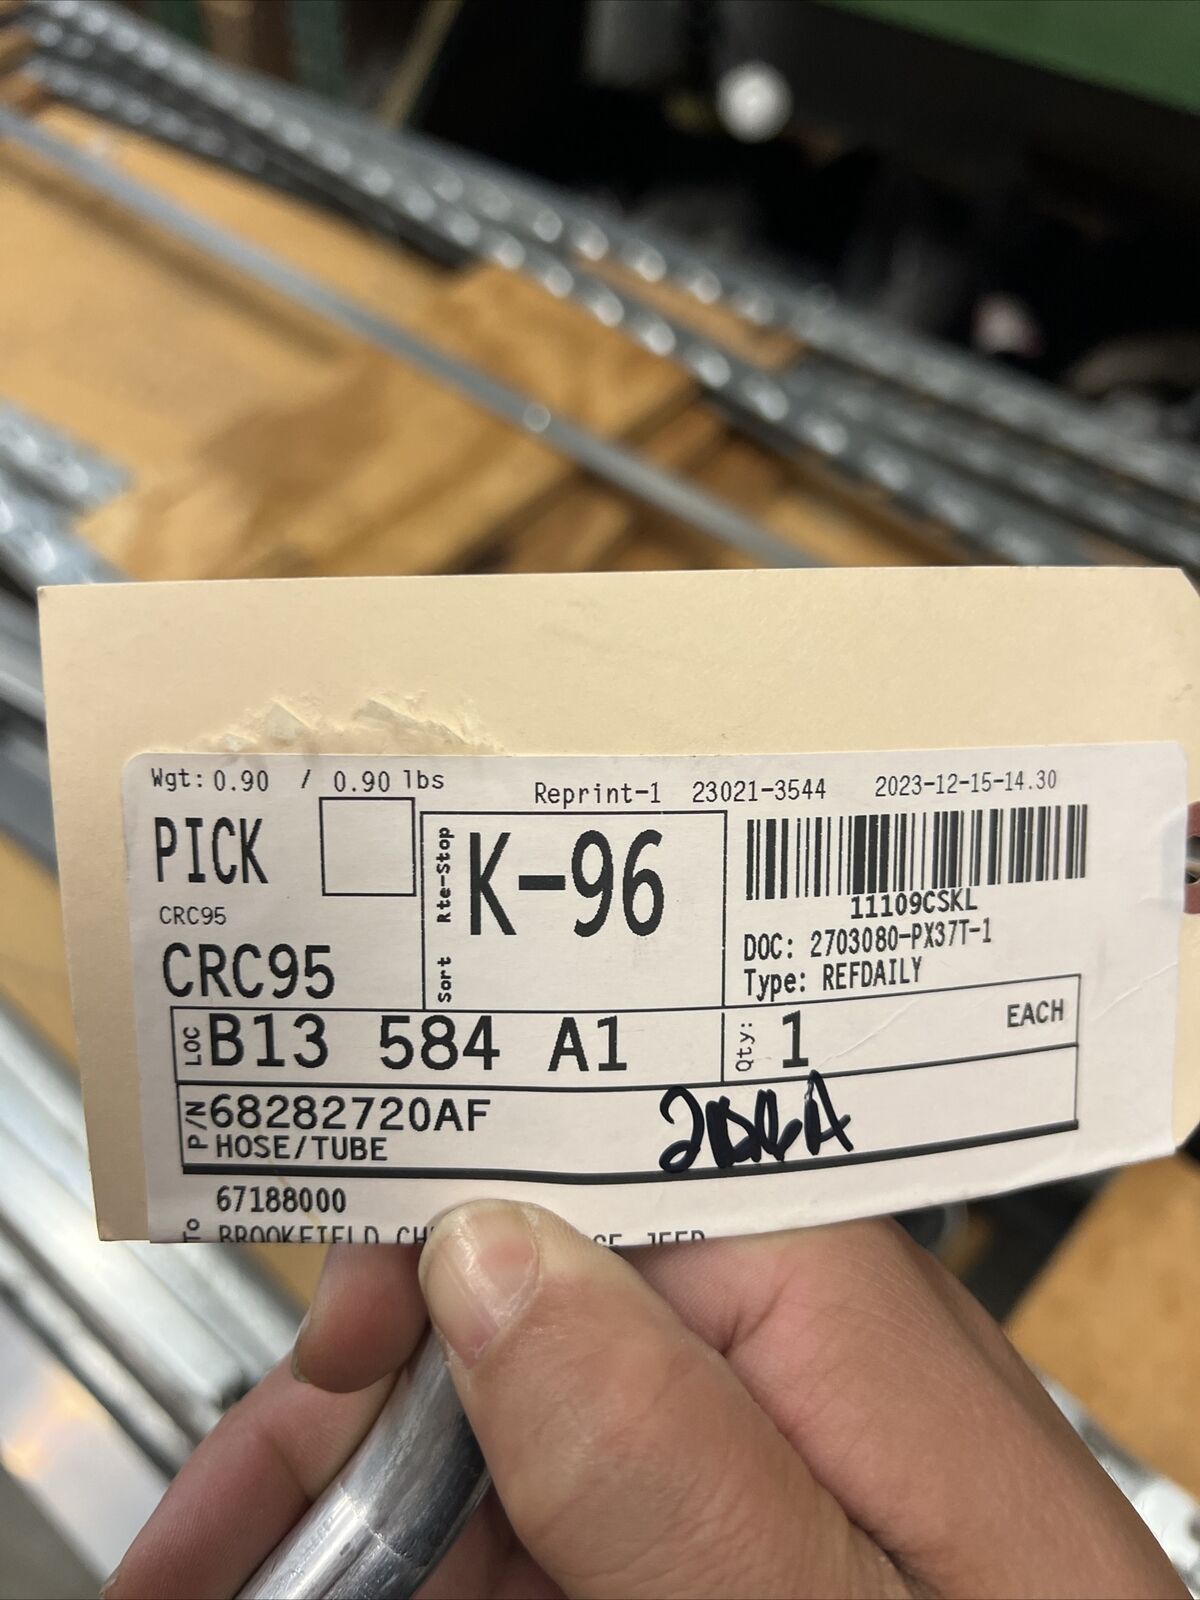 Wgt: 0.90 / 0.90 lbs Reprint-1 23021-3544 2023-12-15-14.30
PICK
CRC95
CRC95
Sort Rte-Stop
K-96
11109CSKL
DOC: 2703080-PX37T-1
Type: REFDAILY
LOC B13 584 A1 Qty: 1 EACH
P/N 68282720AF
HOSE/TUBE
67188000
To BROOKFIELD JEEP